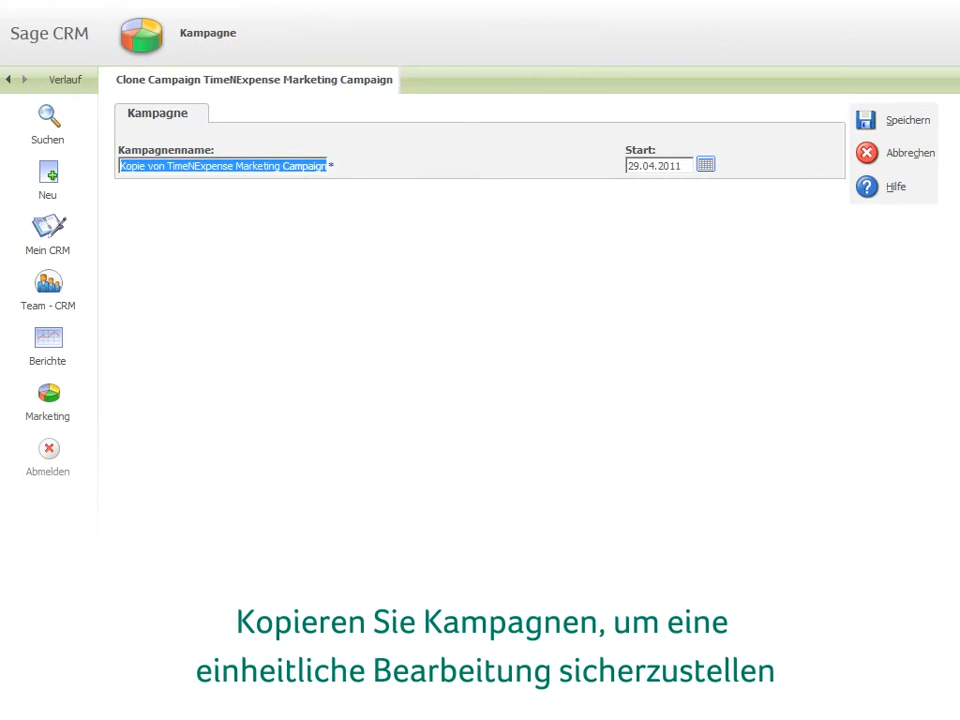 Sage CRM
Kampagne
Verlauf
Clone Campaign TimeNExpense Marketing Campaign
Kampagne
Kampagnenname:
Start:
Kopie von TimeNExpense Marketing Campaign *
29.04.2011
Speichern
Abbrechen
Hilfe
Suchen
Neu
Mein CRM
Team - CRM
Berichte
Marketing
Abmelden
Kopieren Sie Kampagnen, um eine
einheitliche Bearbeitung sicherzustellen